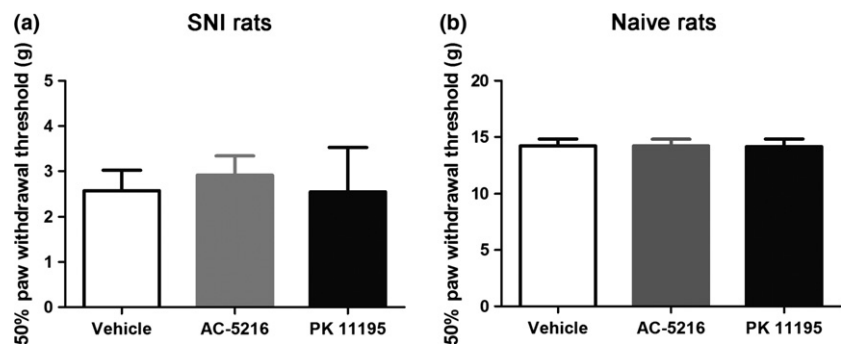 (a) SNI rats
50% paw withdrawal threshold (g)
5
4
3
2
1
0
Vehicle AC-5216 PK 11195
(b) Naive rats
50% paw withdrawal threshold (g)
20
15
10
5
0
Vehicle AC-5216 PK 11195